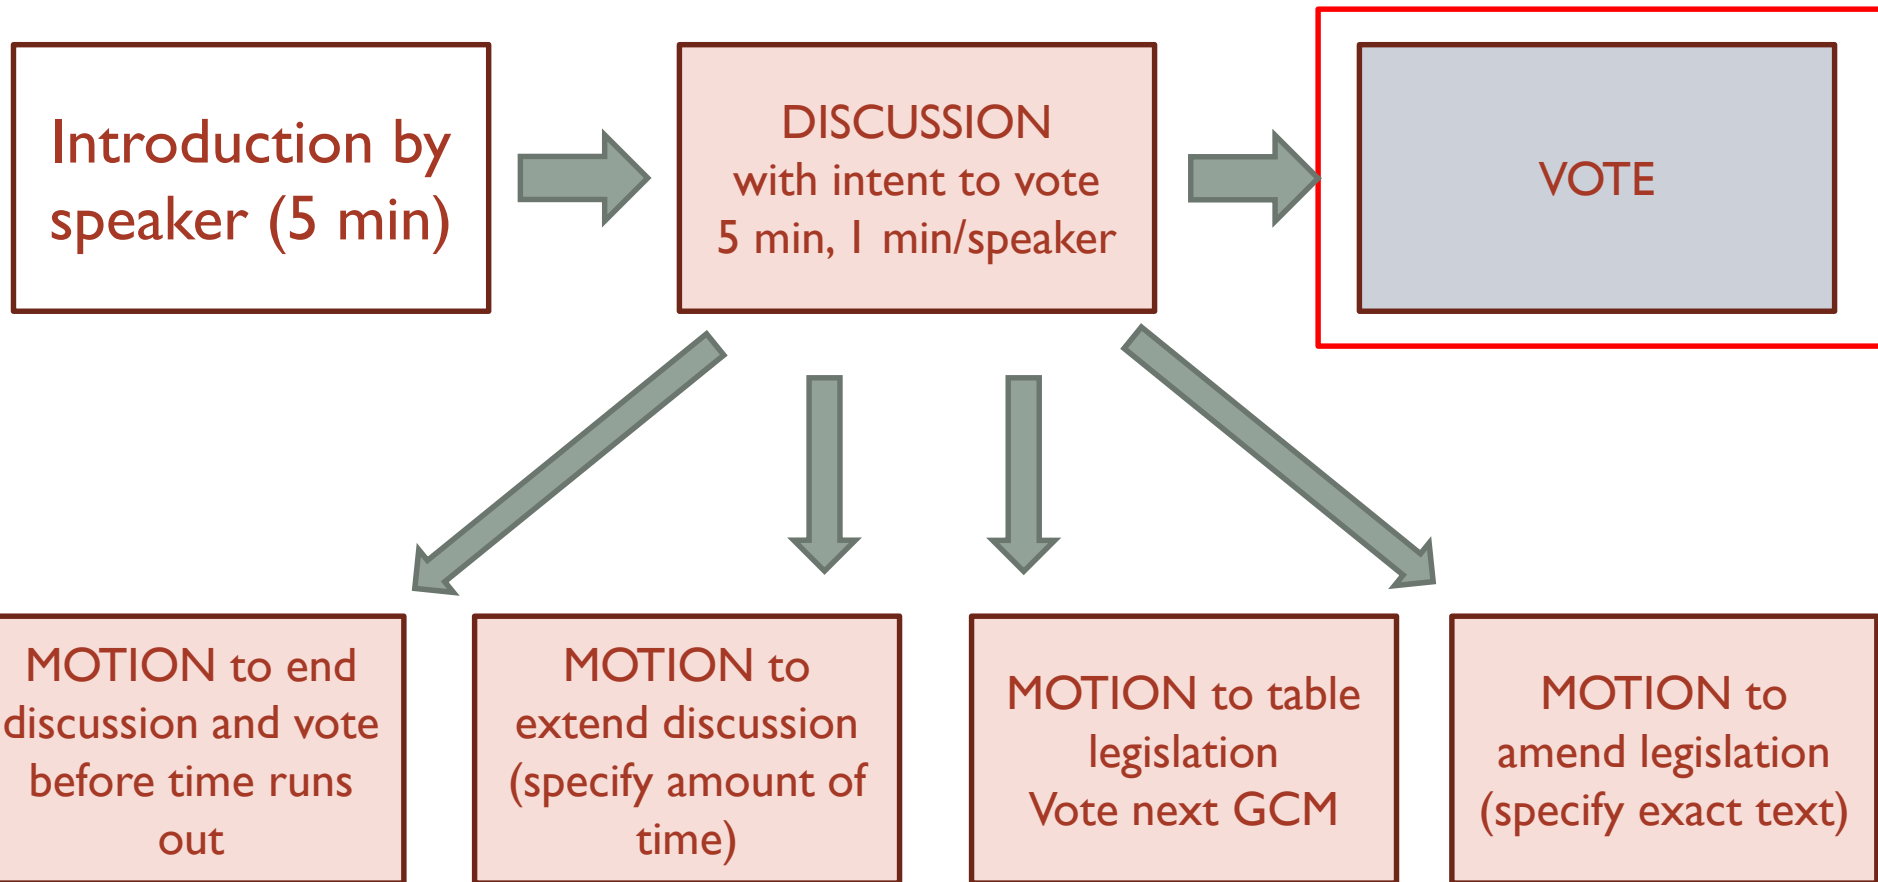 Introduction by
speaker (5 min)
DISCUSSION
with intent to vote
5 min, 1 min/speaker
VOTE
MOTION to end
discussion and vote
before time runs
out
MOTION to
extend discussion
(specify amount of
time)
MOTION to table
legislation
Vote next GCM
MOTION to
amend legislation
(specify exact text)